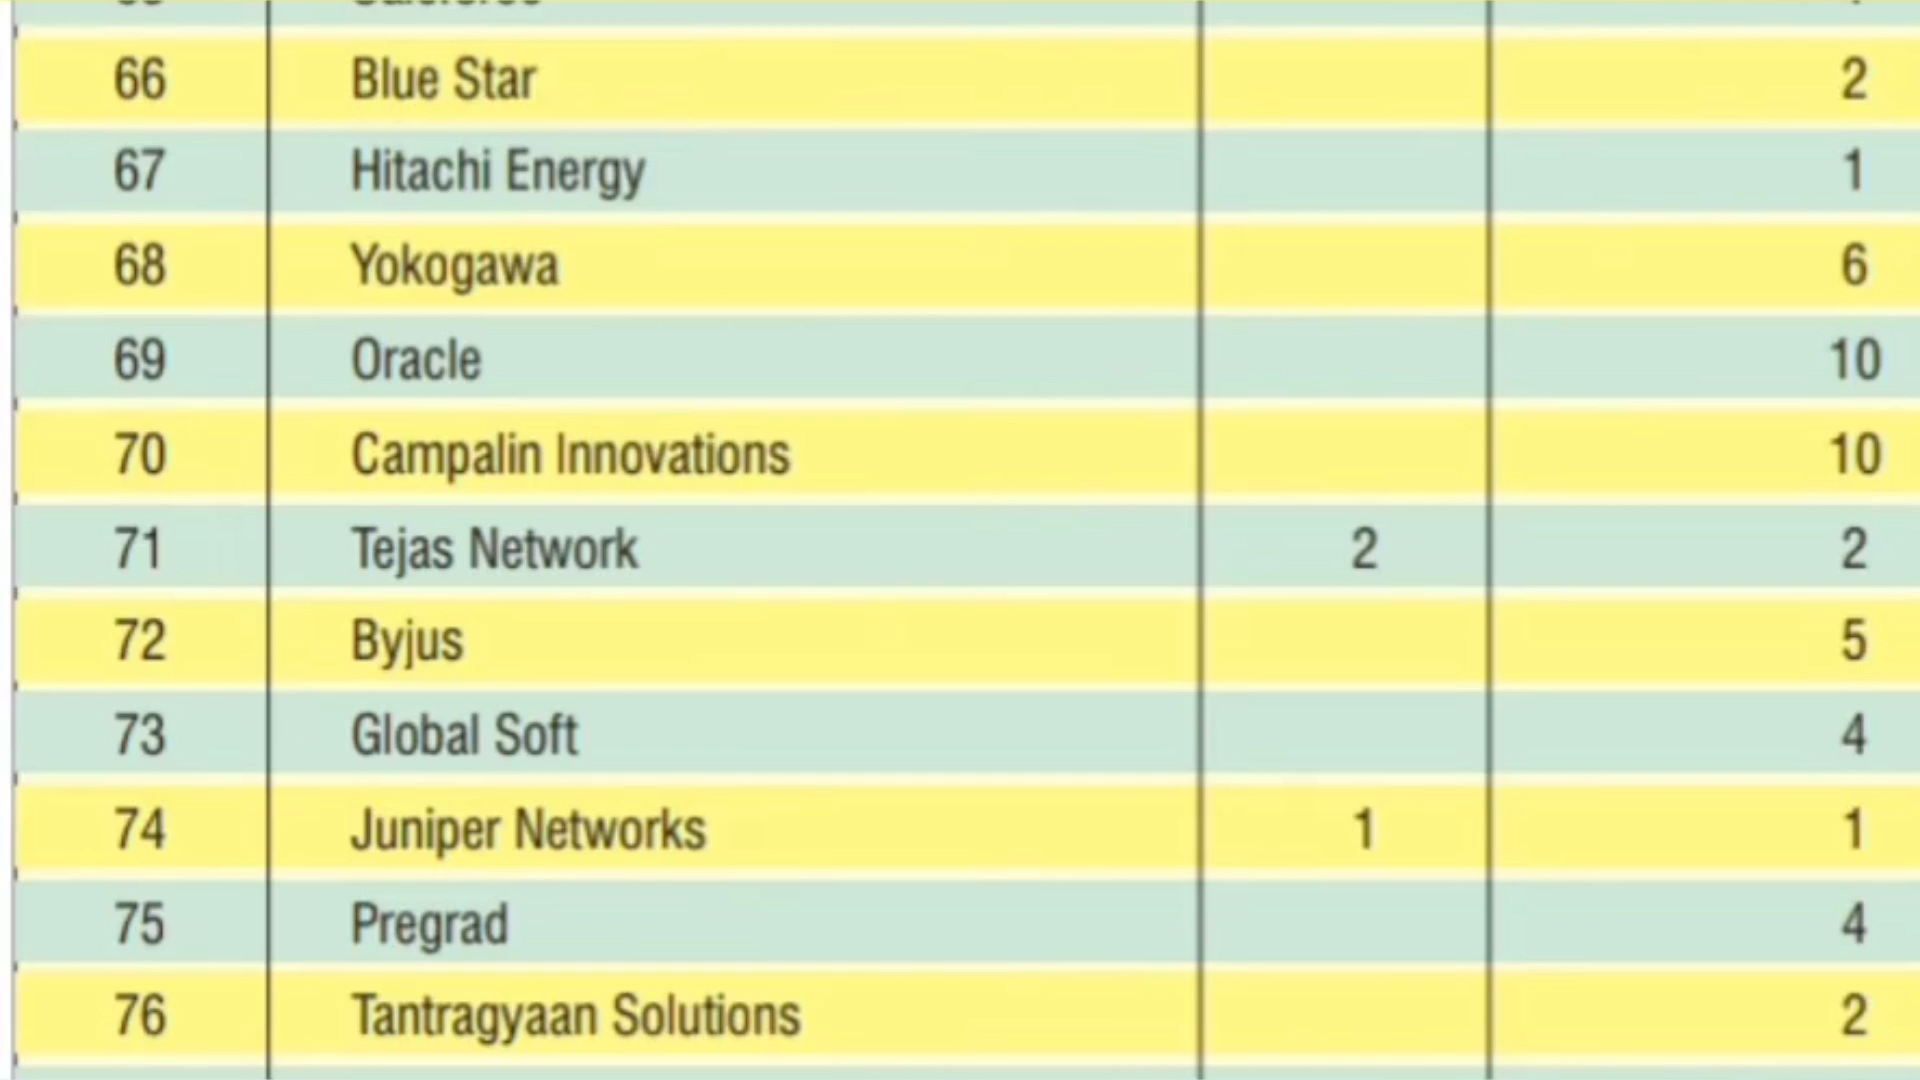 66 Blue Star 2
67 Hitachi Energy 1
68 Yokogawa 6
69 Oracle 10
70 Campalin Innovations 10
71 Tejas Network 2 2
72 Byjus 5
73 Global Soft 4
74 Juniper Networks 1 1
75 Pregrad 4
76 Tantragyaan Solutions 2